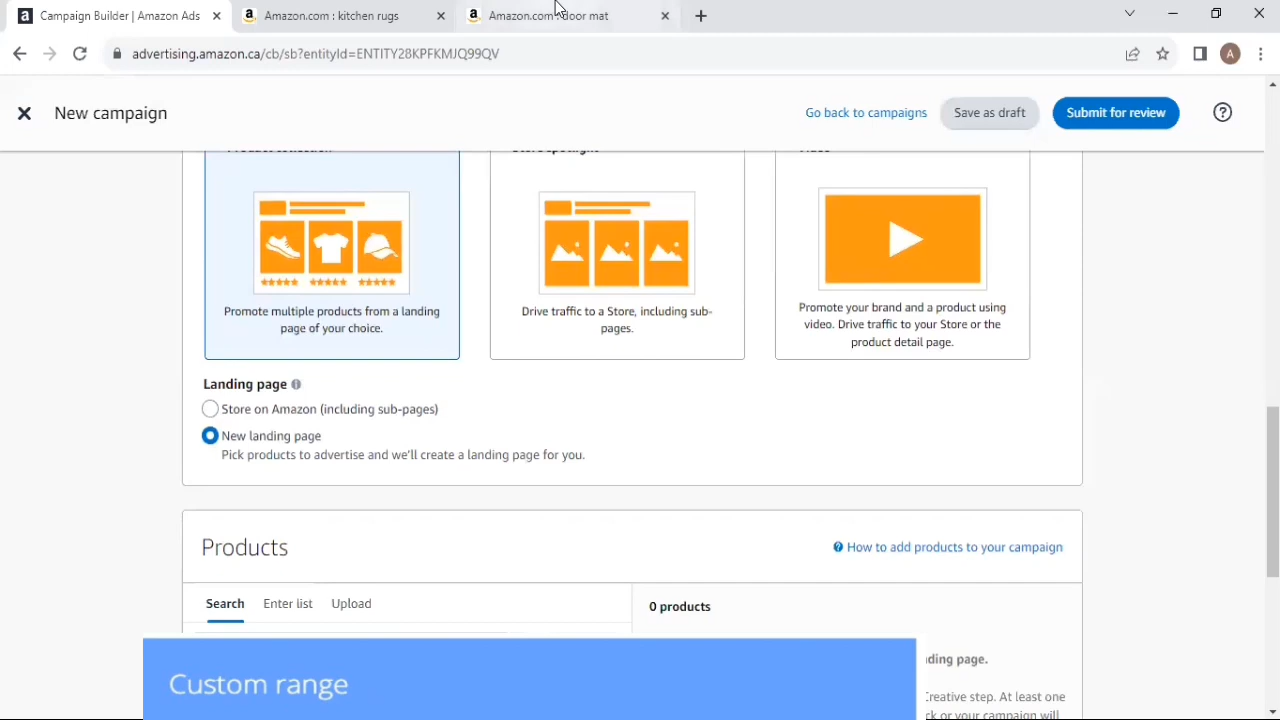 Campaign Builder | Amazon Ads
Amazon.com : kitchen rugs
Amazon.com door mat
advertising.amazon.ca/cb/sb?entityId=ENTITY28KPFKMJQ99QV
A
New campaign
Go back to campaigns
Save as draft
Submit for review
Promote multiple products from a landing
page of your choice.
Drive traffic to a Store, including sub-
pages.
Promote your brand and a product using
video. Drive traffic to your Store or the
product detail page.
Landing page
Store on Amazon (including sub-pages)
New landing page
Pick products to advertise and we'll create a landing page for you.
Products
How to add products to your campaign
Search
Enter list
Upload
0 products
page.
Creative step. At least one
or your campaign will
Custom range